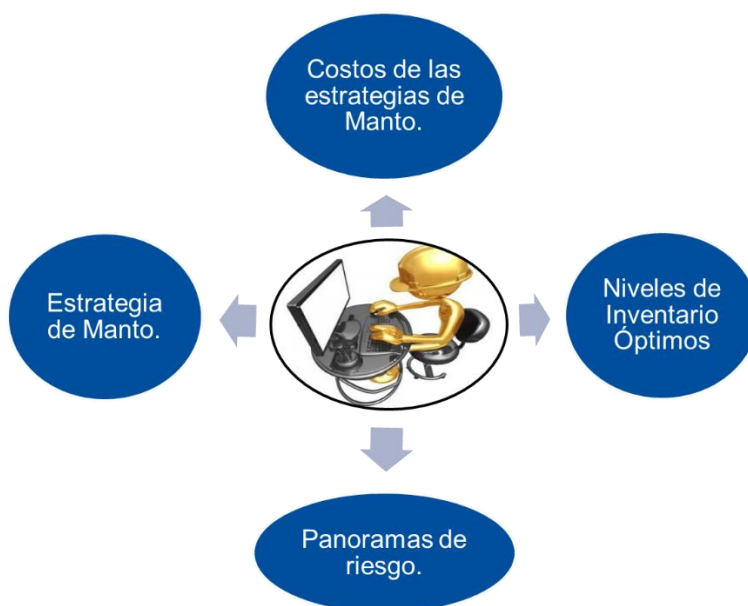 Costos de las
estrategias de
Manto.
Estrategia
de Manto.
Niveles de
Inventario
Óptimos
Panoramas de
riesgo.